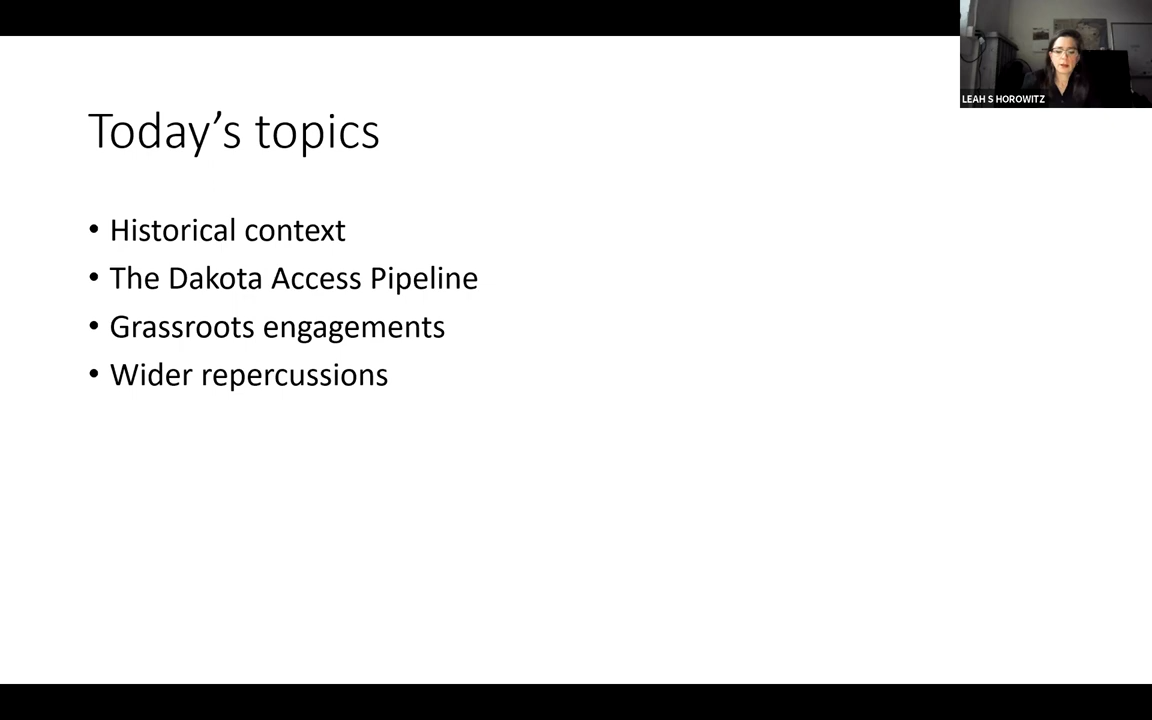 LEAH S HOROWITZ
Today's topics
• Historical context
• The Dakota Access Pipeline
• Grassroots engagements
• Wider repercussions